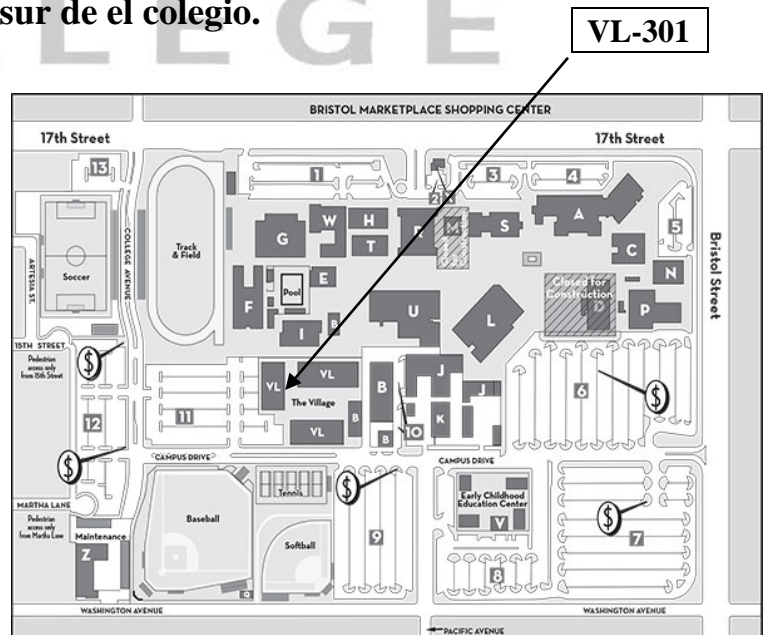 sur de el colegio.
LEGE
VL-301
BRISTOL MARKETPLACE SHOPPING CENTER
17th Street
17th Street
13
1
2
3
4
5
W
H
G
T
R
M
S
A
C
N
P
D
Closed for
Construction
Bristol Street
COLLEGE AVENUE
ARTESIA ST.
Soccer
Track
& Field
F
E
Pool
I
B
U
L
15TH STREET
Pedestrian
access only
from 15th Street
$
VL
VL
The Village
VL
B
B
B
J
J
K
10
6
$
11
12
$
CAMPUS DRIVE
CAMPUS DRIVE
MARTHA LANE
Pedestrian
access only
from Martha Lane
Maintenance
Z
Baseball
Tennis
Softball
Q
$
9
Early Childhood
Education Center
V
8
$
7
WASHINGTON AVENUE
WASHINGTON AVENUE
PACIFIC AVENUE